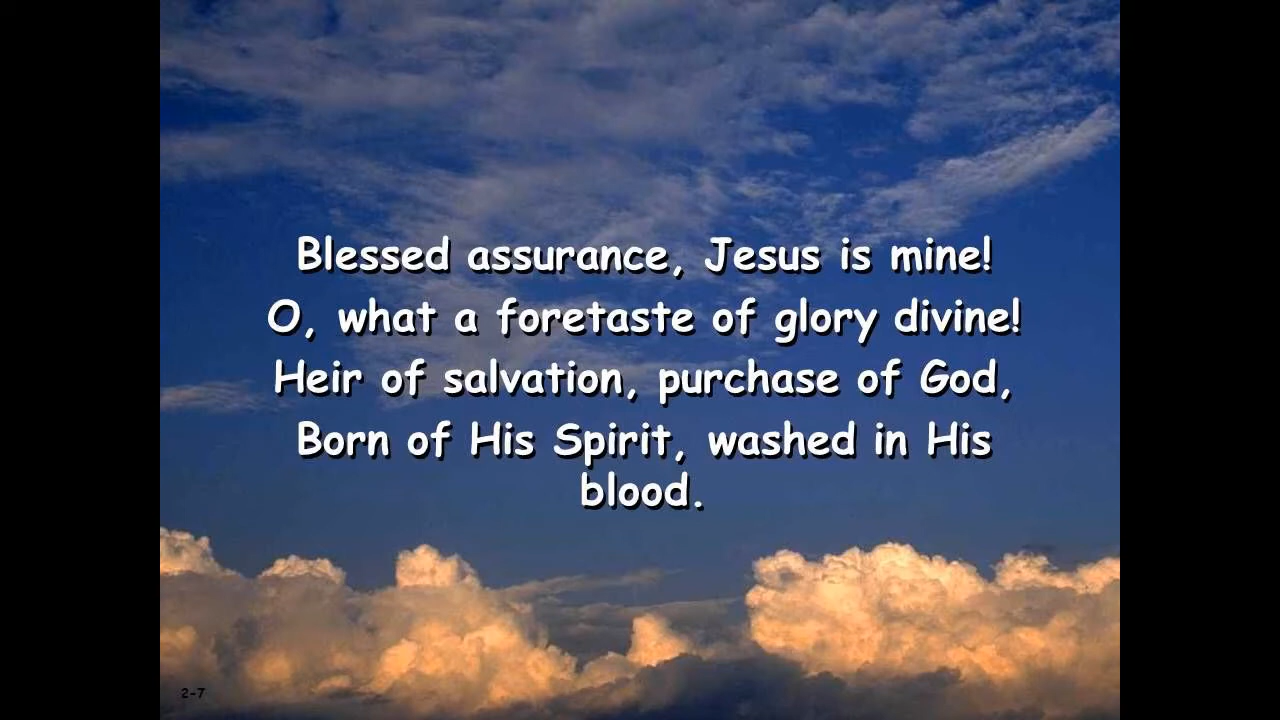 Blessed assurance, Jesus is mine!
O, what a foretaste of glory divine!
Heir of salvation, purchase of God,
Born of His Spirit, washed in His
blood.
2-7